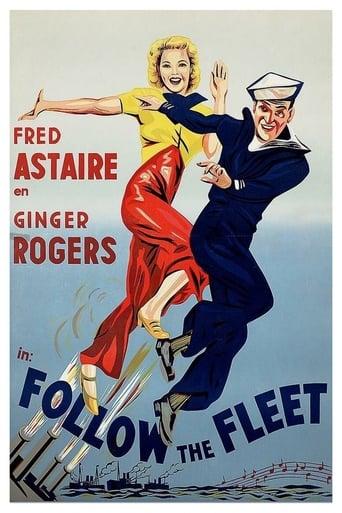 FRED
ASTAIRE
en
GINGER
ROGERS
in:
FOLLOW THE FLEET